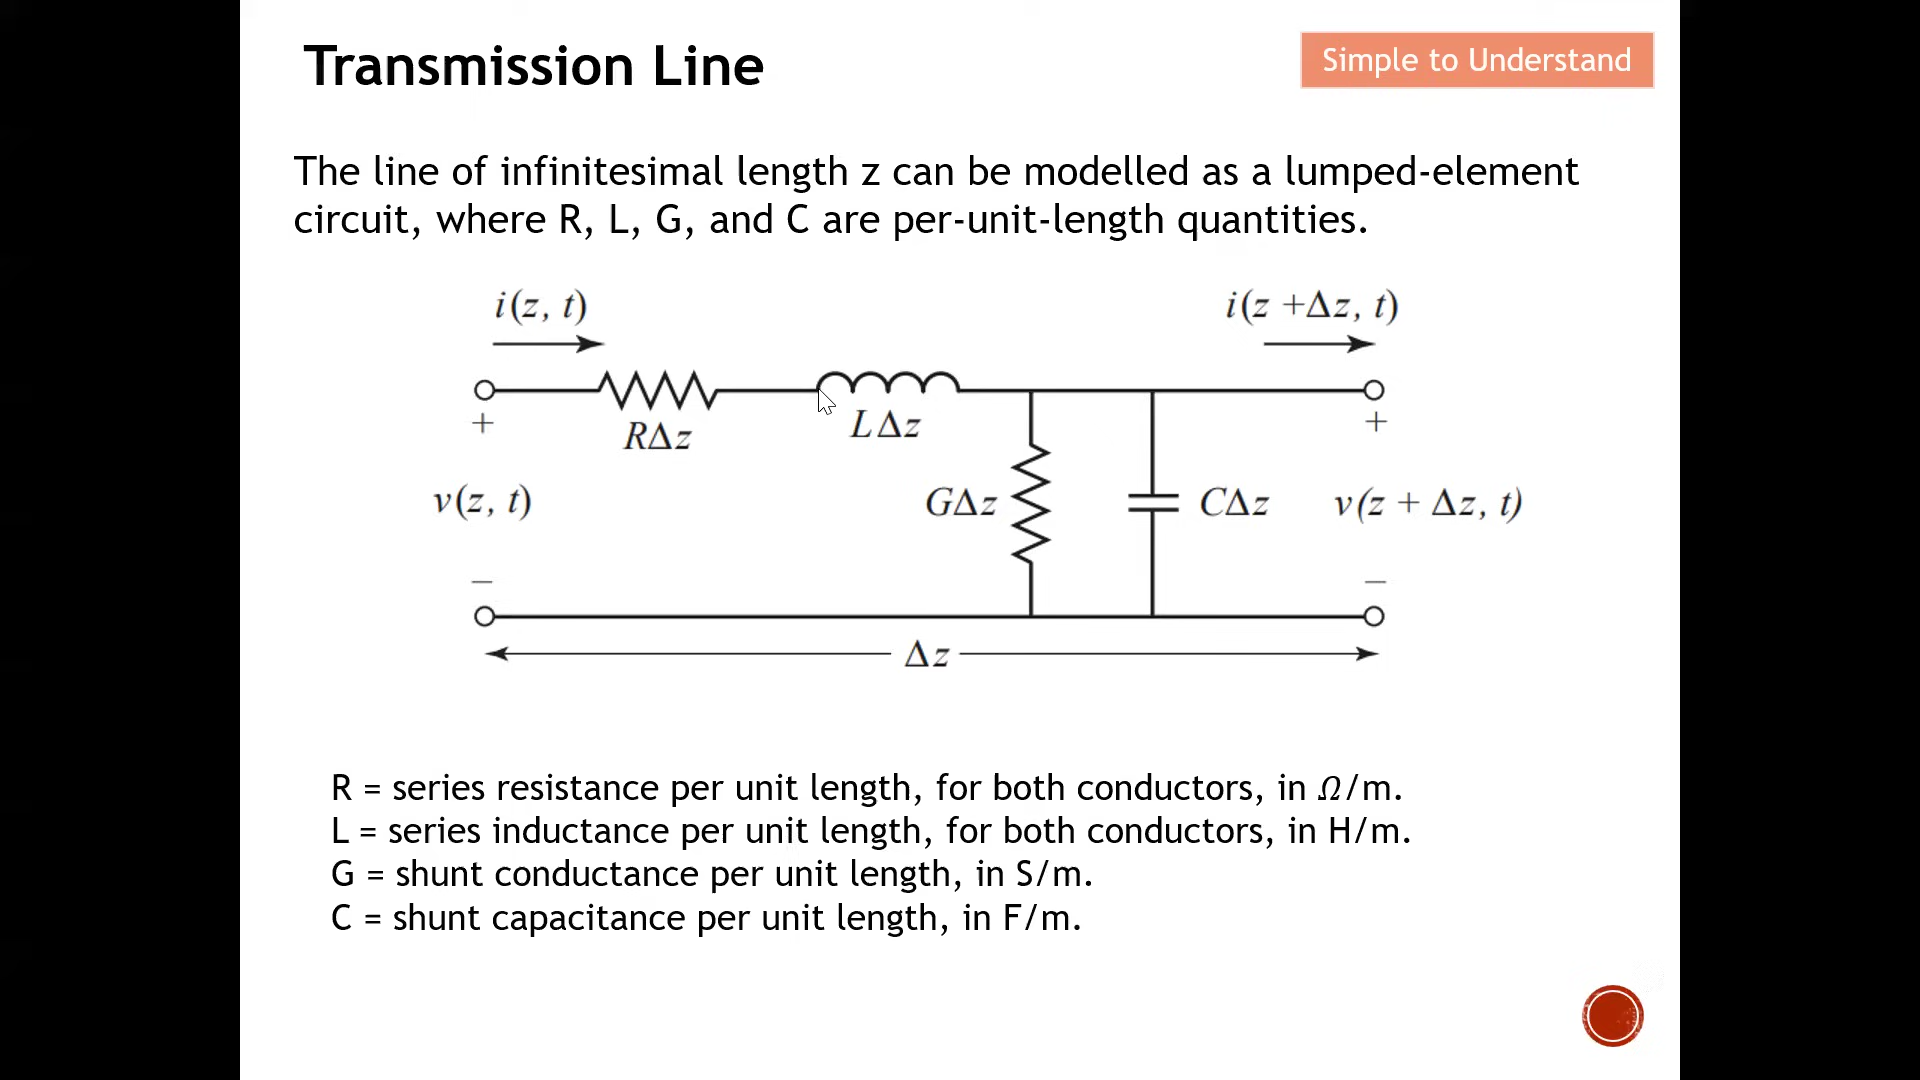 Transmission Line
Simple to Understand
The line of infinitesimal length z can be modelled as a lumped-element
circuit, where R, L, G, and C are per-unit-length quantities.
i(z, t)
i(z +Δz, t)
+
RΔz
LΔz
+
v(z, t)
GΔz
CΔz
v(z + Δz, t)
–
–
Δz
R = series resistance per unit length, for both conductors, in Ω/m.
L = series inductance per unit length, for both conductors, in H/m.
G = shunt conductance per unit length, in S/m.
C = shunt capacitance per unit length, in F/m.